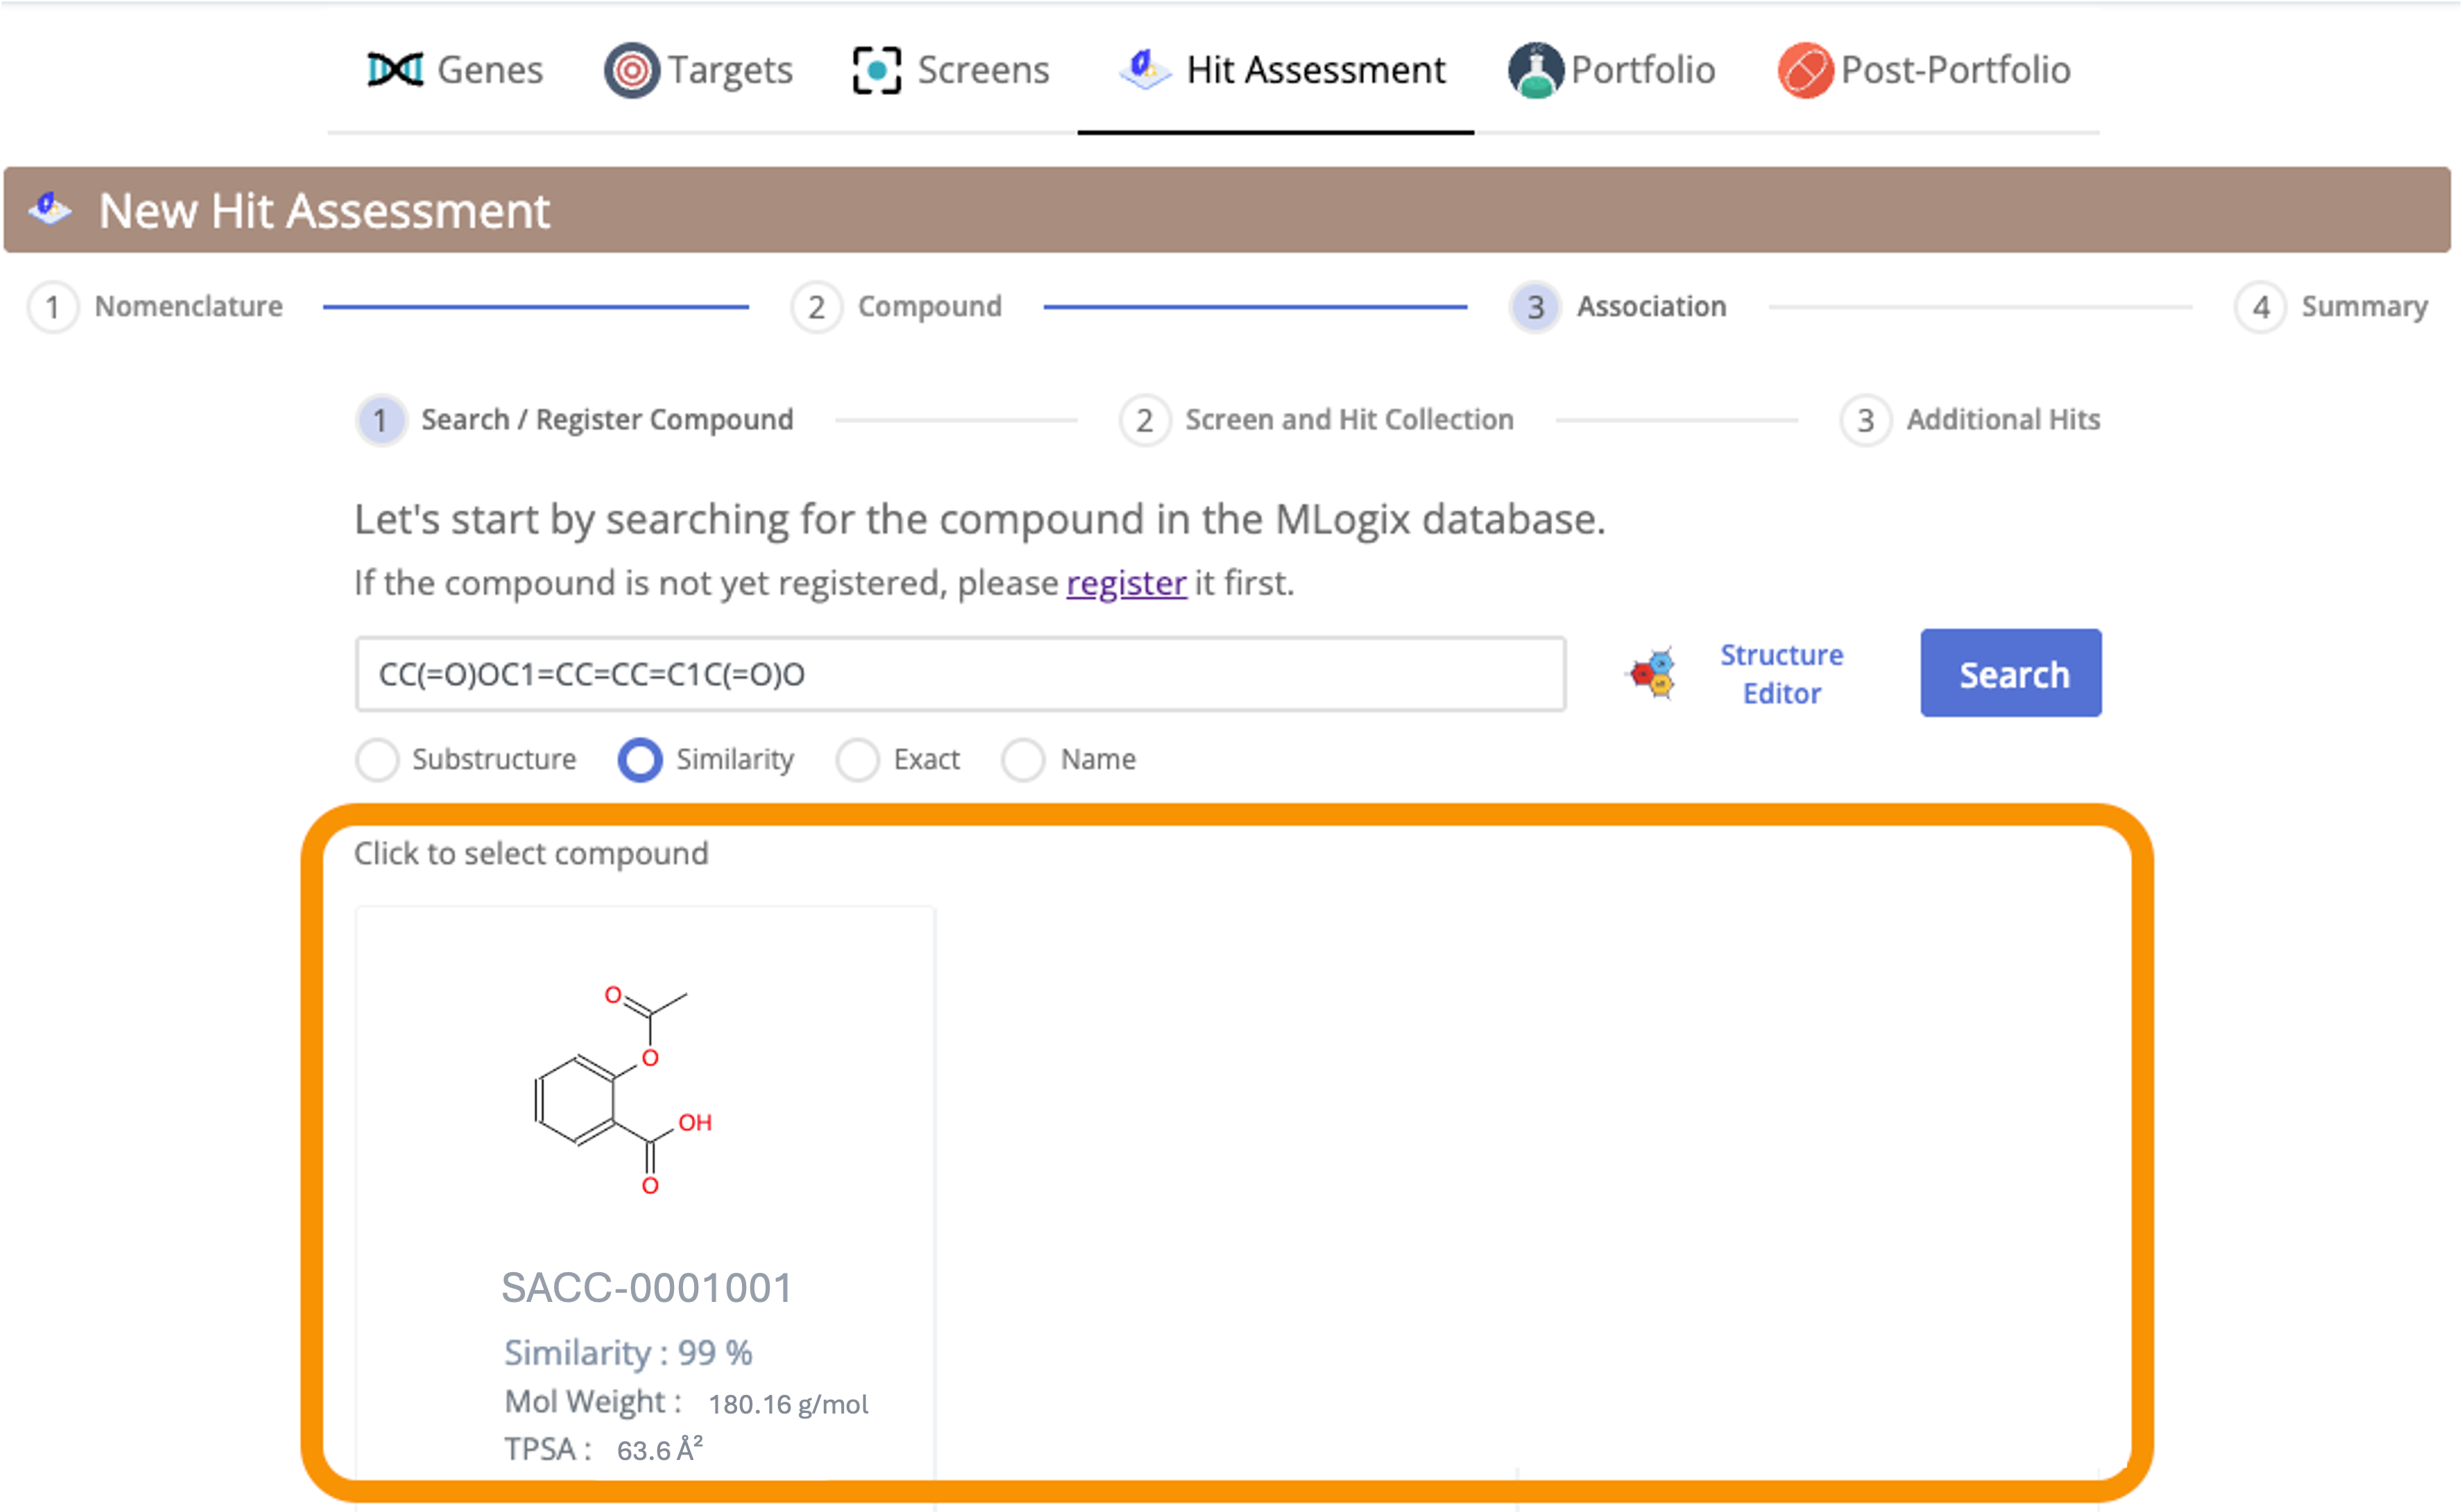 Genes Targets Screens Hit Assessment Portfolio Post-Portfolio
New Hit Assessment
1 Nomenclature 2 Compound 3 Association 4 Summary
1 Search / Register Compound 2 Screen and Hit Collection 3 Additional Hits
Let's start by searching for the compound in the MLogix database.
If the compound is not yet registered, please register it first.
CC(=O)OC1=CC=CC=C1C(=O)O
Structure
Editor
Search
Substructure Similarity Exact Name
Click to select compound
O
O
OH
O
SACC-0001001
Similarity : 99 %
Mol Weight : 180.16 g/mol
TPSA : 63.6 Å²